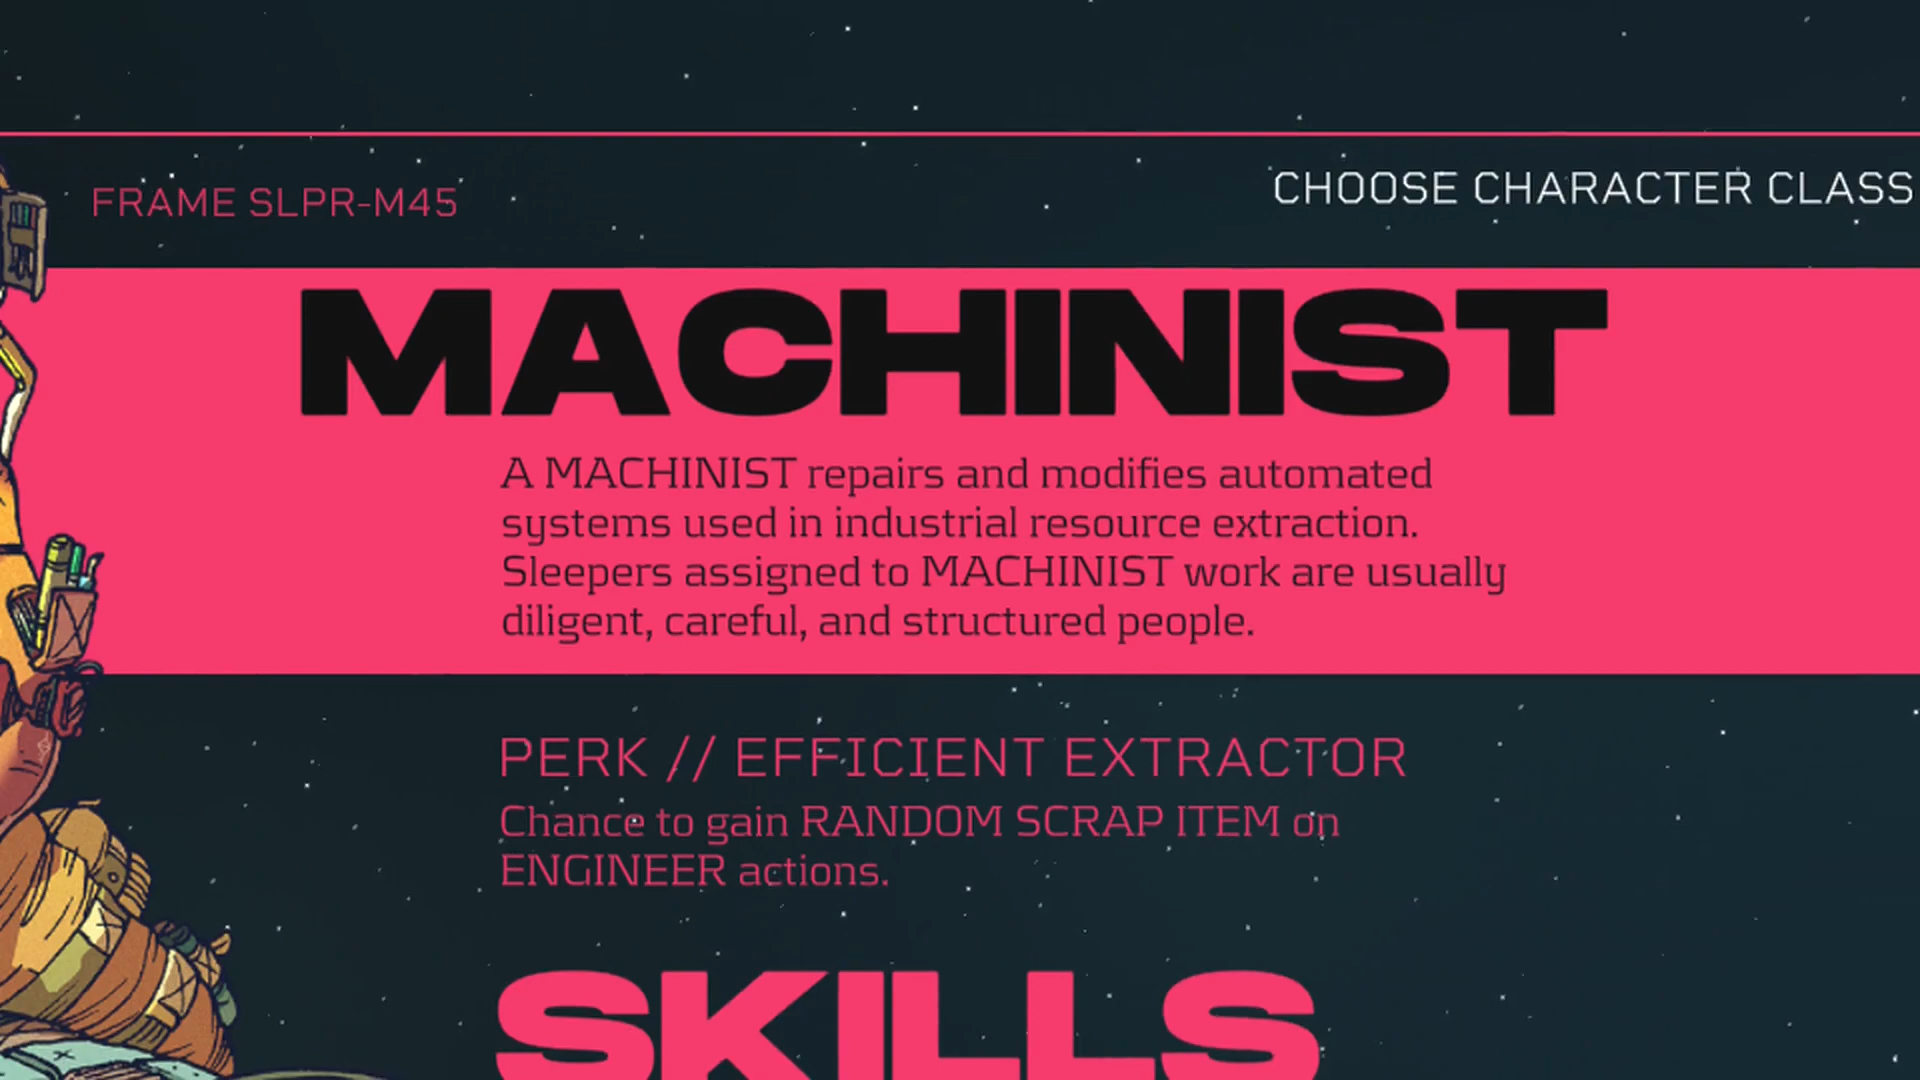 FRAME SLPR-M45
CHOOSE CHARACTER CLASS
MACHINIST
A MACHINIST repairs and modifies automated
systems used in industrial resource extraction.
Sleepers assigned to MACHINIST work are usually
diligent, careful, and structured people.
PERK // EFFICIENT EXTRACTOR
Chance to gain RANDOM SCRAP ITEM on
ENGINEER actions.
SKILLS